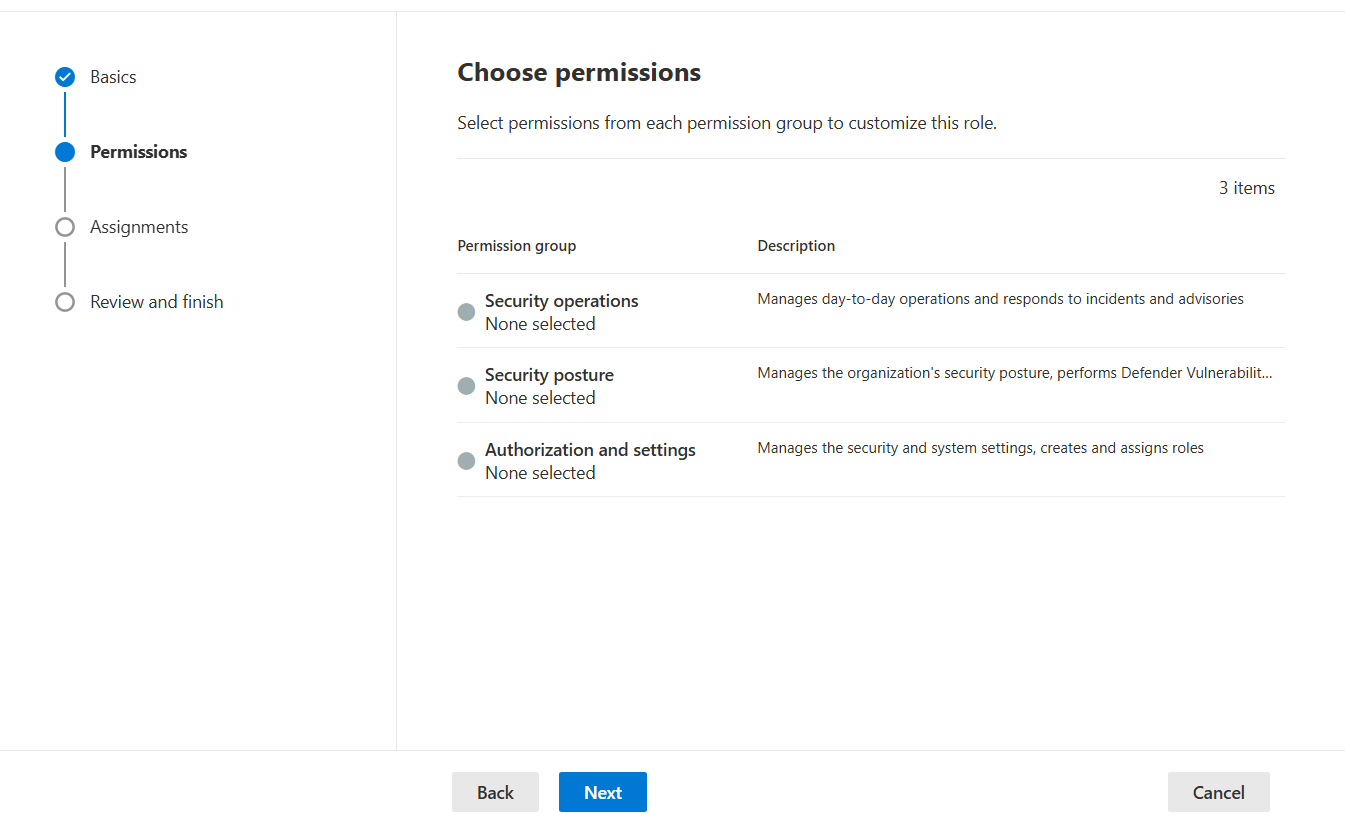 Basics
Permissions
Assignments
Review and finish
Choose permissions
Select permissions from each permission group to customize this role.
3 items
Permission group
Description
Security operations
None selected
Manages day-to-day operations and responds to incidents and advisories
Security posture
None selected
Manages the organization's security posture, performs Defender Vulnerabilit...
Authorization and settings
None selected
Manages the security and system settings, creates and assigns roles
Back
Next
Cancel